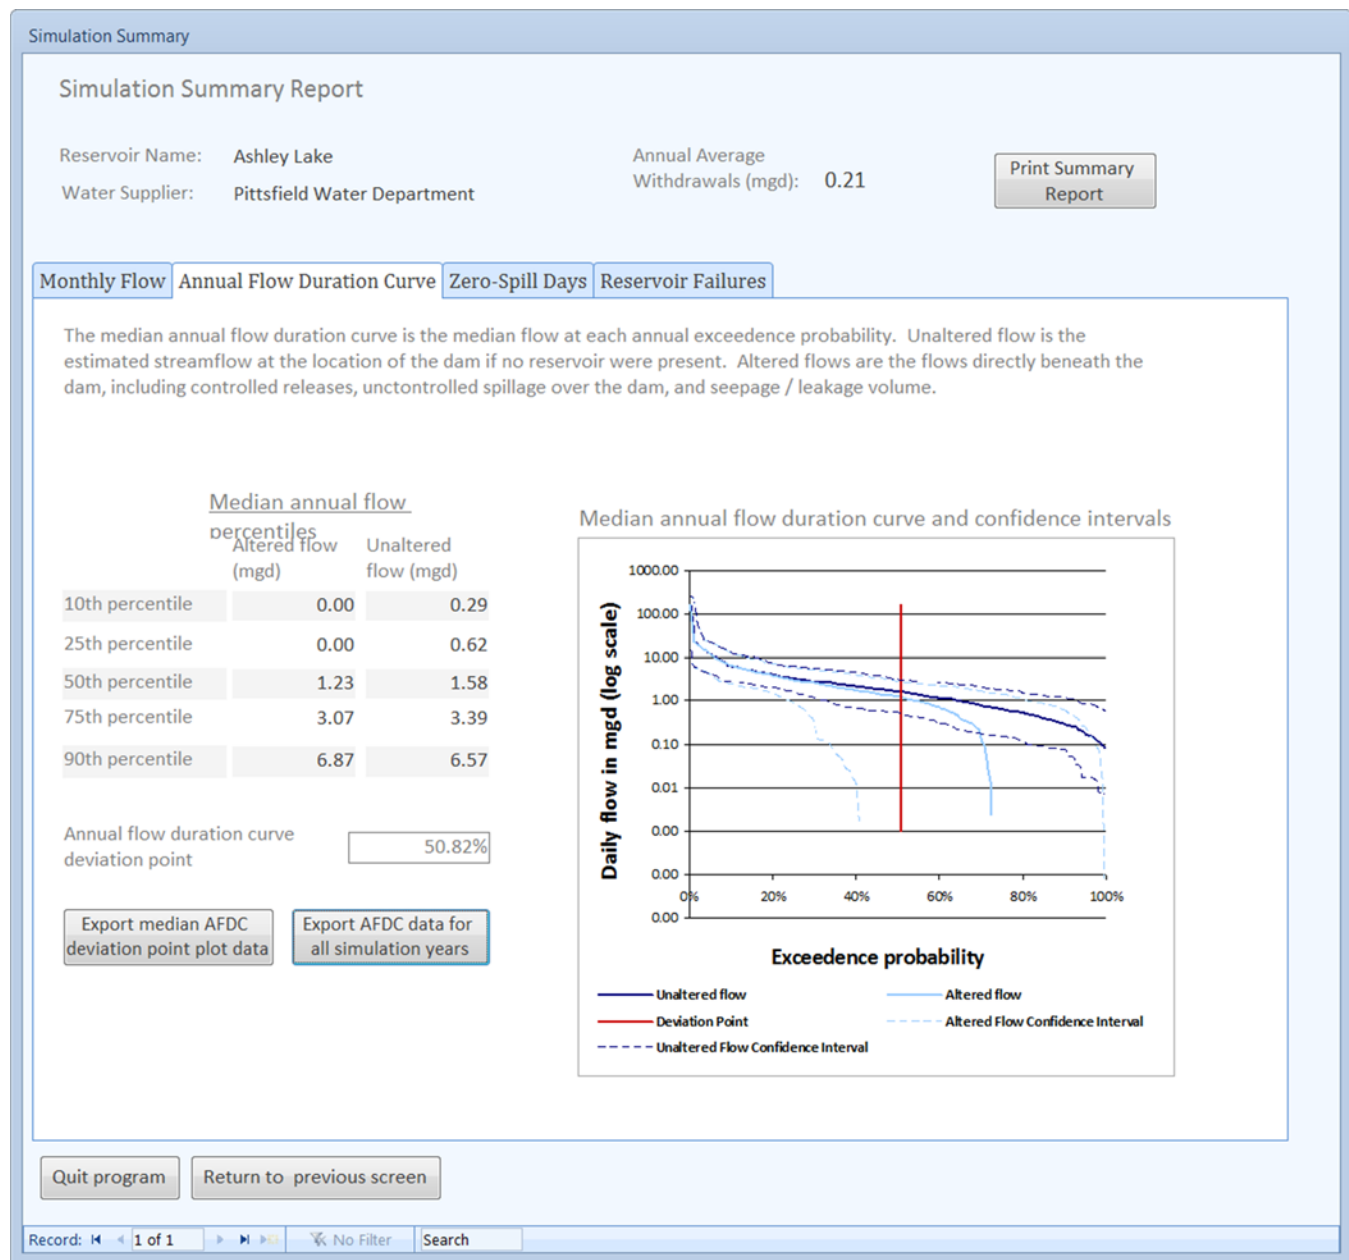 Simulation Summary
Simulation Summary Report
Reservoir Name: Ashley Lake
Water Supplier: Pittsfield Water Department
Annual Average
Withdrawals (mgd): 0.21
Print Summary
Report
Monthly Flow Annual Flow Duration Curve Zero-Spill Days Reservoir Failures
The median annual flow duration curve is the median flow at each annual exceedence probability. Unaltered flow is the
estimated streamflow at the location of the dam if no reservoir were present. Altered flows are the flows directly beneath the
dam, including controlled releases, unctontrolled spillage over the dam, and seepage / leakage volume.
Median annual flow
percentiles
Altered flow
(mgd)
Unaltered
flow (mgd)
10th percentile 0.00 0.29
25th percentile 0.00 0.62
50th percentile 1.23 1.58
75th percentile 3.07 3.39
90th percentile 6.87 6.57
Annual flow duration curve
deviation point
50.82%
Export median AFDC
deviation point plot data
Export AFDC data for
all simulation years
Median annual flow duration curve and confidence intervals
Daily flow in mgd (log scale)
1000.00
100.00
10.00
1.00
0.10
0.01
0.00
0.00
0.00
0% 20% 40% 60% 80% 100%
Exceedence probability
Unaltered flow
Altered flow
Deviation Point
Altered Flow Confidence Interval
Unaltered Flow Confidence Interval
Quit program
Return to previous screen
Record: 1 of 1 No Filter Search